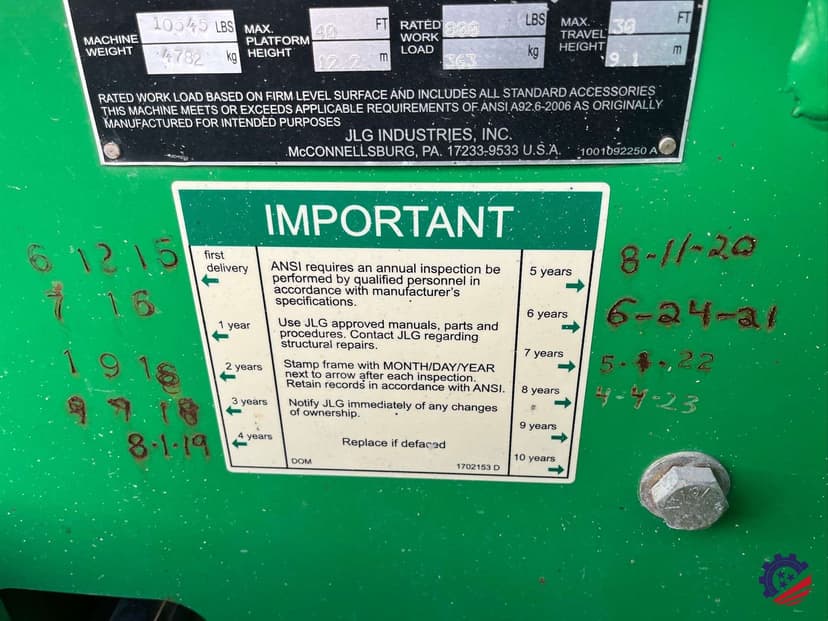 MACHINE WEIGHT 10545 LBS
4782 kg
MAX. PLATFORM HEIGHT 40 FT
12.2 m
RATED WORK LOAD 800 LBS
363 kg
MAX. TRAVEL HEIGHT 30 FT
9.1 m
RATED WORK LOAD BASED ON FIRM LEVEL SURFACE AND INCLUDES ALL STANDARD ACCESSORIES
THIS MACHINE MEETS OR EXCEEDS APPLICABLE REQUIREMENTS OF ANSI A92.6-2006 AS ORIGINALLY
MANUFACTURED FOR INTENDED PURPOSES
JLG INDUSTRIES, INC.
McCONNELLSBURG, PA. 17233-9533 U.S.A.
1001092250 A
IMPORTANT
first delivery
1 year
2 years
3 years
4 years
ANSI requires an annual inspection be
performed by qualified personnel in
accordance with manufacturer's
specifications.
Use JLG approved manuals, parts and
procedures. Contact JLG regarding
structural repairs.
Stamp frame with MONTH/DAY/YEAR
next to arrow after each inspection.
Retain records in accordance with ANSI.
Notify JLG immediately of any changes
of ownership.
Replace if defaced
DOM
1702153 D
5 years
6 years
7 years
8 years
9 years
10 years
6 12 15
7 16
1 9 18
8-1-19
8-11-20
6-24-21
22
4-4-23